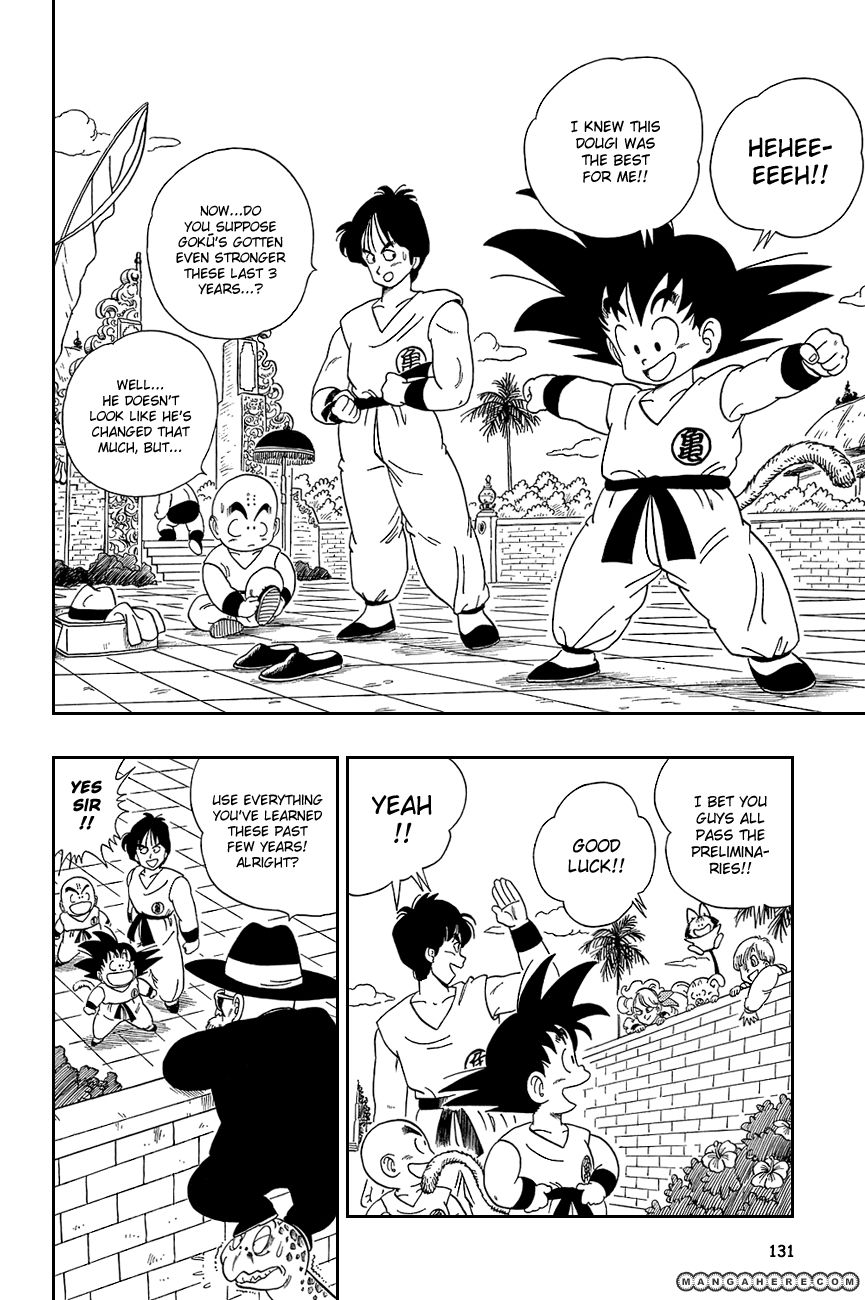 HEHEE-
EEEH!!
I KNEW THIS
DOUGI WAS
THE BEST
FOR ME!!
NOW...DO
YOU SUPPOSE
GOKŪ'S GOTTEN
EVEN STRONGER
THESE LAST 3
YEARS...?
WELL...
HE DOESN'T
LOOK LIKE HE'S
CHANGED THAT
MUCH, BUT...
亀
亀
I BET YOU
GUYS ALL
PASS THE
PRELIMINA-
RIES!!
GOOD
LUCK!!
YEAH
!!
USE EVERYTHING
YOU'VE LEARNED
THESE PAST
FEW YEARS!
ALRIGHT?
YES
SIR
!!
131
MANGAHERE.COM